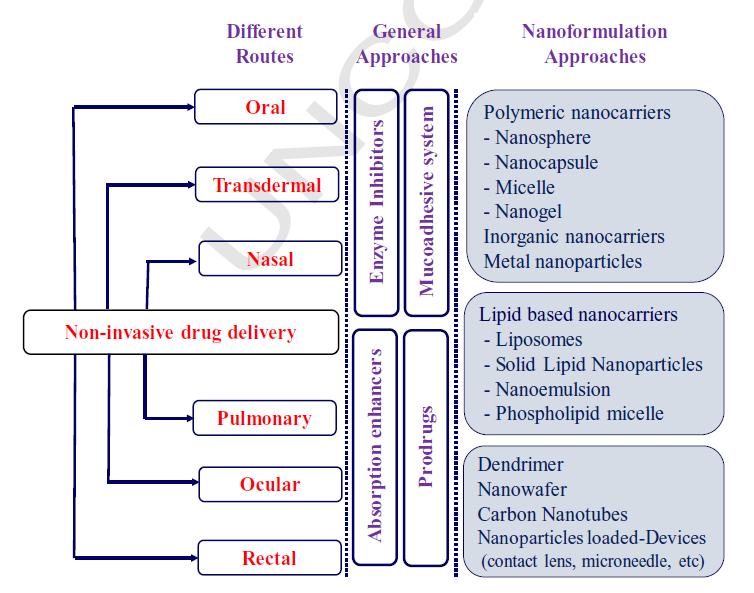 Different
Routes
General
Approaches
Nanoformulation
Approaches
Oral
Transdermal
Nasal
Non-invasive drug delivery
Pulmonary
Ocular
Rectal
Enzyme Inhibitors
Mucoadhesive system
Absorption enhancers
Prodrugs
Polymeric nanocarriers
- Nanosphere
- Nanocapsule
- Micelle
- Nanogel
Inorganic nanocarriers
Metal nanoparticles
Lipid based nanocarriers
- Liposomes
- Solid Lipid Nanoparticles
- Nanoemulsion
- Phospholipid micelle
Dendrimer
Nanowafer
Carbon Nanotubes
Nanoparticles loaded-Devices
(contact lens, microneedle, etc)
UNCO